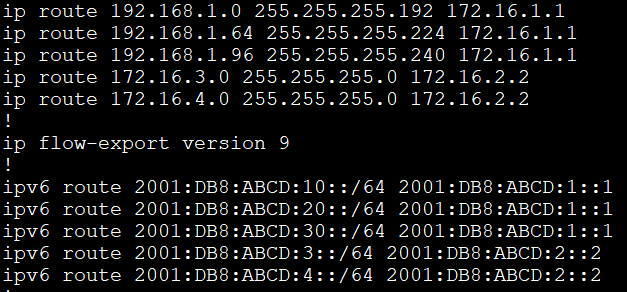 ip route 192.168.1.0 255.255.255.192 172.16.1.1
ip route 192.168.1.64 255.255.255.224 172.16.1.1
ip route 192.168.1.96 255.255.255.240 172.16.1.1
ip route 172.16.3.0 255.255.255.0 172.16.2.2
ip route 172.16.4.0 255.255.255.0 172.16.2.2
!
ip flow-export version 9
!
ipv6 route 2001:DB8:ABCD:10::/64 2001:DB8:ABCD:1::1
ipv6 route 2001:DB8:ABCD:20::/64 2001:DB8:ABCD:1::1
ipv6 route 2001:DB8:ABCD:30::/64 2001:DB8:ABCD:1::1
ipv6 route 2001:DB8:ABCD:3::/64 2001:DB8:ABCD:2::2
ipv6 route 2001:DB8:ABCD:4::/64 2001:DB8:ABCD:2::2
!